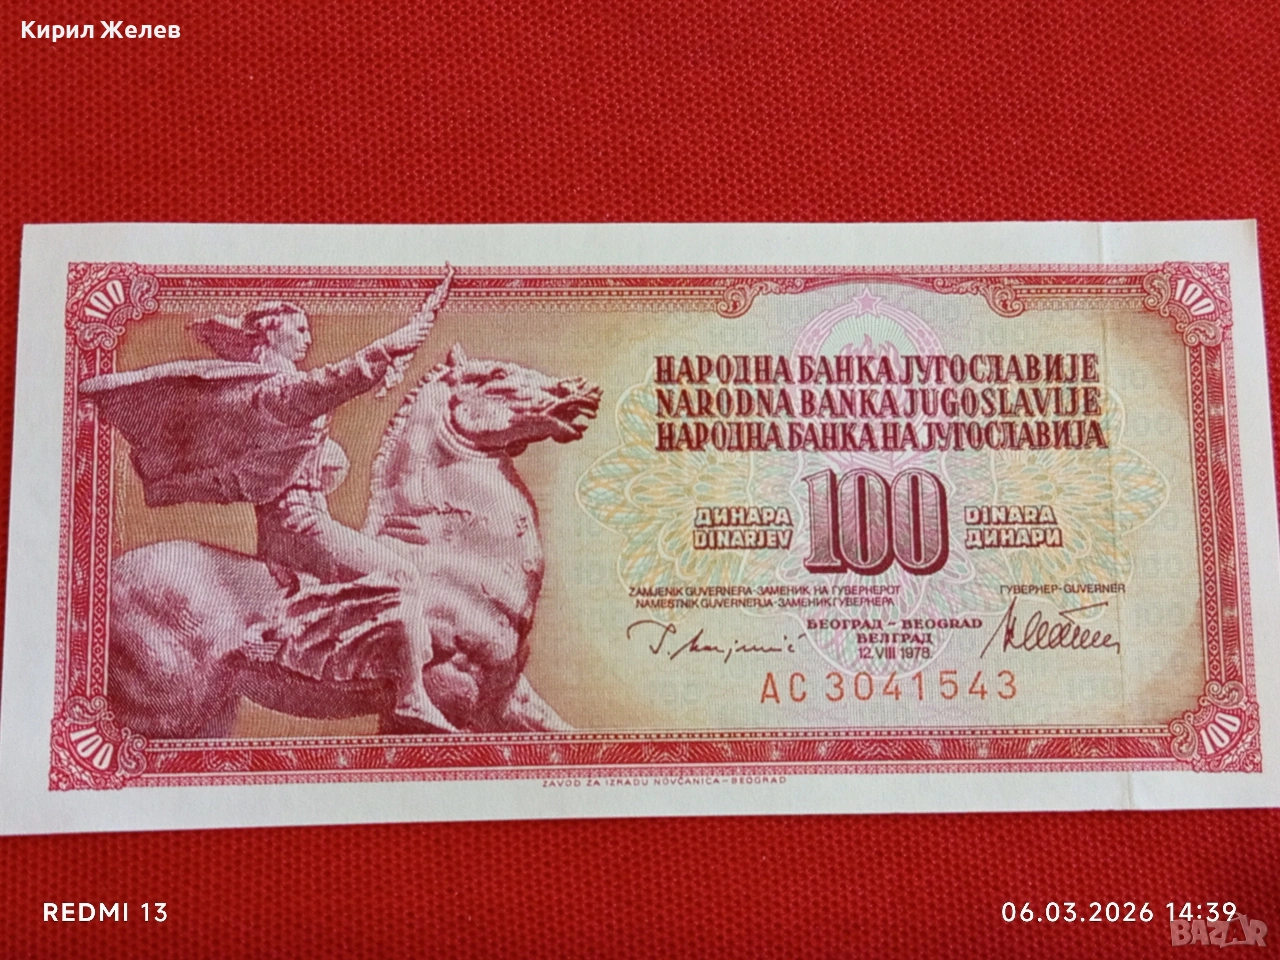 Кирил Желев
100
100
НАРОДНА БАНКА ЈУГОСЛАВИЈЕ
NARODNA BANKA JUGOSLAVIJE
НАРОДНА БАНКА НА ЈУГОСЛАВИЈА
ДИНАРА 100 DINARA
DINARJEV ДИНАРИ
ZAMJENIK GUVERNERA-ЗАМЕНИК НА ГУВЕРНЕРОТ ГУВЕРНЕР-GUVERNER
NAMESTNIK GUVERNERJA-ЗАМЕНИК ГУВЕРНЕРА
БЕОГРАД – BEOGRAD
БЕЛГРАД
12. VIII 1978.
AC 3041543
100
100
ZAVOD ZA IZRADU NOVČANICA – BEOGRAD
REDMI 13
06.03.2026 14:39
BAZAR